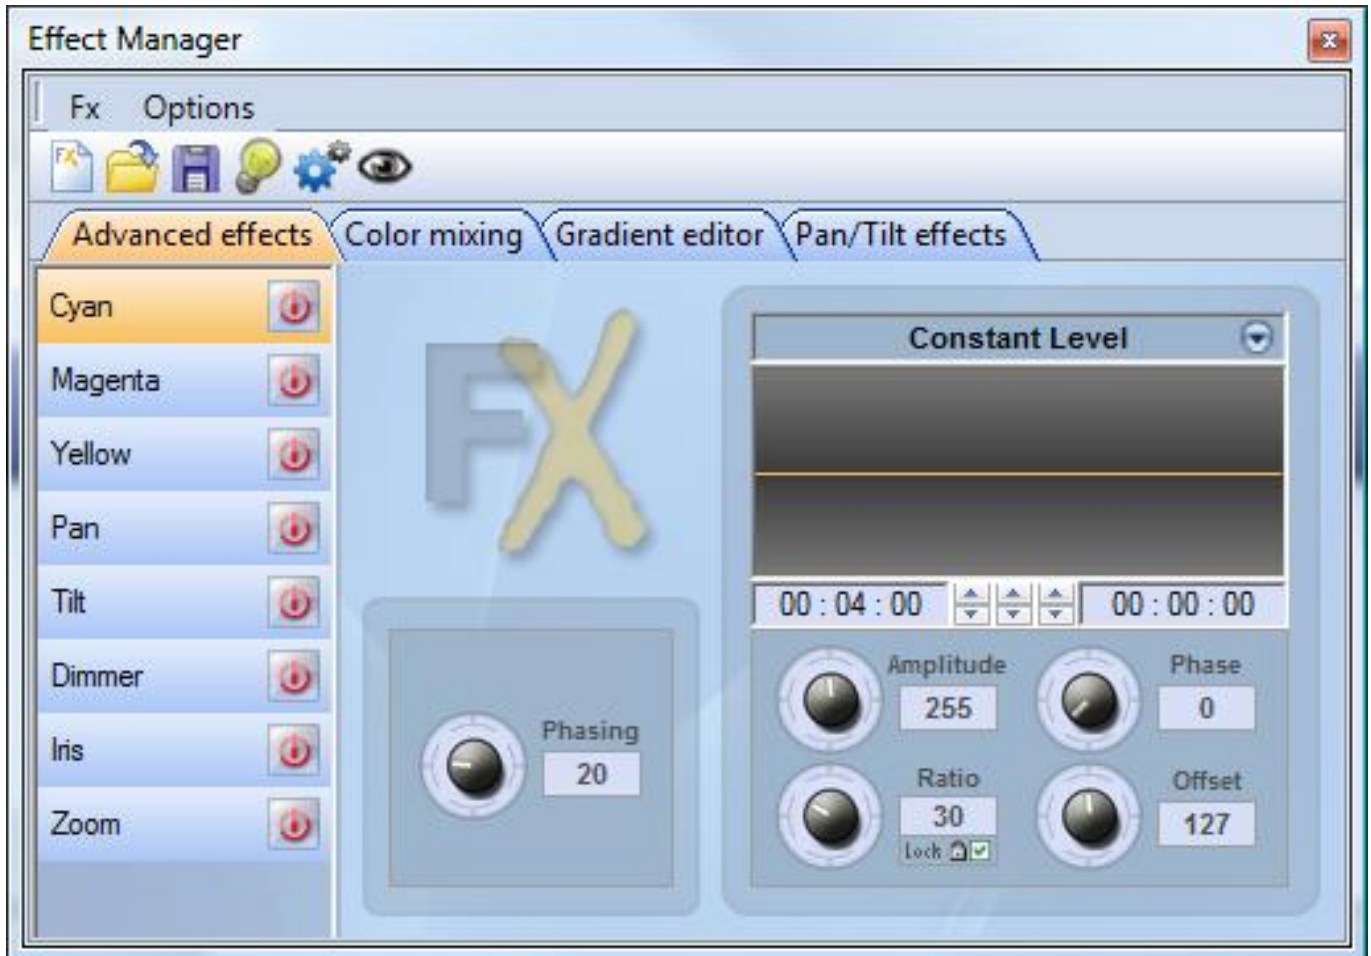 Effect Manager
Fx Options
FX
Advanced effects Color mixing Gradient editor Pan/Tilt effects
Cyan
Magenta
Yellow
Pan
Tilt
Dimmer
Iris
Zoom
FX
Constant Level
00 : 04 : 00 00 : 00 : 00
Phasing
20
Amplitude
255
Phase
0
Ratio
30
Lock
Offset
127